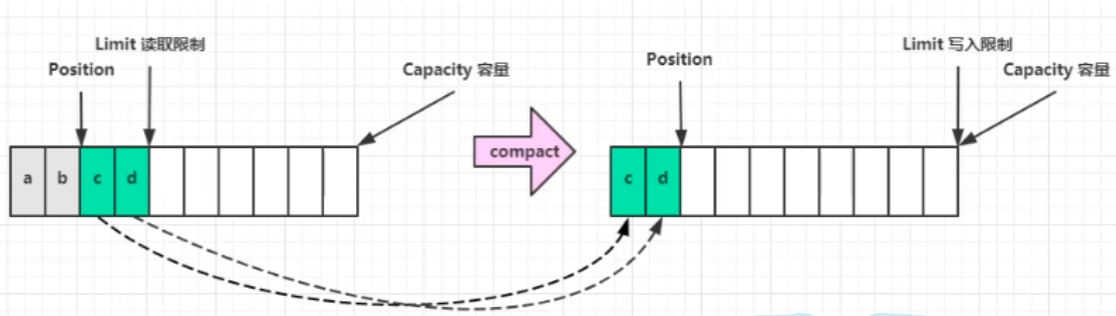 Limit 读取限制
Position
Capacity 容量
a b c d
compact
Position
Limit 写入限制
Capacity 容量
c d